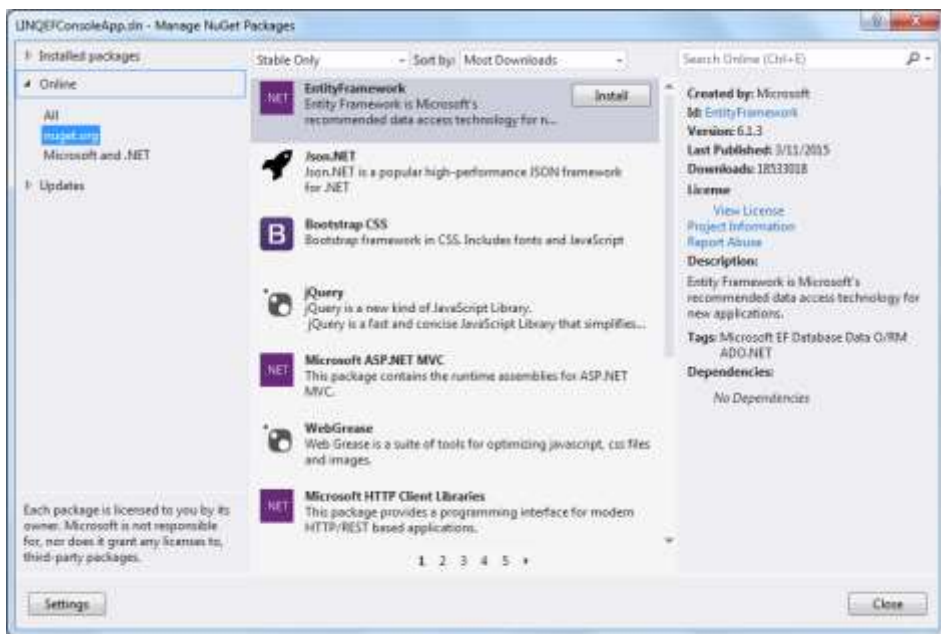 LINQEFConsoleApp.sln - Manage NuGet Packages
Installed packages
Online
All
nuget.org
Microsoft and .NET
Updates
Each package is licensed to you by its
owner. Microsoft is not responsible
for, nor does it grant any licenses to,
third-party packages.
Settings
Stable Only
Sort by: Most Downloads
.NET
EntityFramework
Entity Framework is Microsoft's
recommended data access technology for n...
Install
Json.NET
Json.NET is a popular high-performance JSON framework
for .NET
B
Bootstrap CSS
Bootstrap framework in CSS. Includes fonts and JavaScript
jQuery
jQuery is a new kind of JavaScript Library.
jQuery is a fast and concise JavaScript Library that simplifies...
.NET
Microsoft ASP.NET MVC
This package contains the runtime assemblies for ASP.NET
MVC.
WebGrease
Web Grease is a suite of tools for optimizing javascript, css files
and images.
.NET
Microsoft HTTP Client Libraries
This package provides a programming interface for modern
HTTP/REST based applications.
1 2 3 4 5
Search Online (Ctrl+E)
Created by: Microsoft
Id: EntityFramework
Version: 6.1.3
Last Published: 3/11/2015
Downloads: 18533018
License
View License
Project Information
Report Abuse
Description:
Entity Framework is Microsoft's
recommended data access technology for
new applications.
Tags: Microsoft EF Database Data O/RM
ADO.NET
Dependencies:
No Dependencies
Close